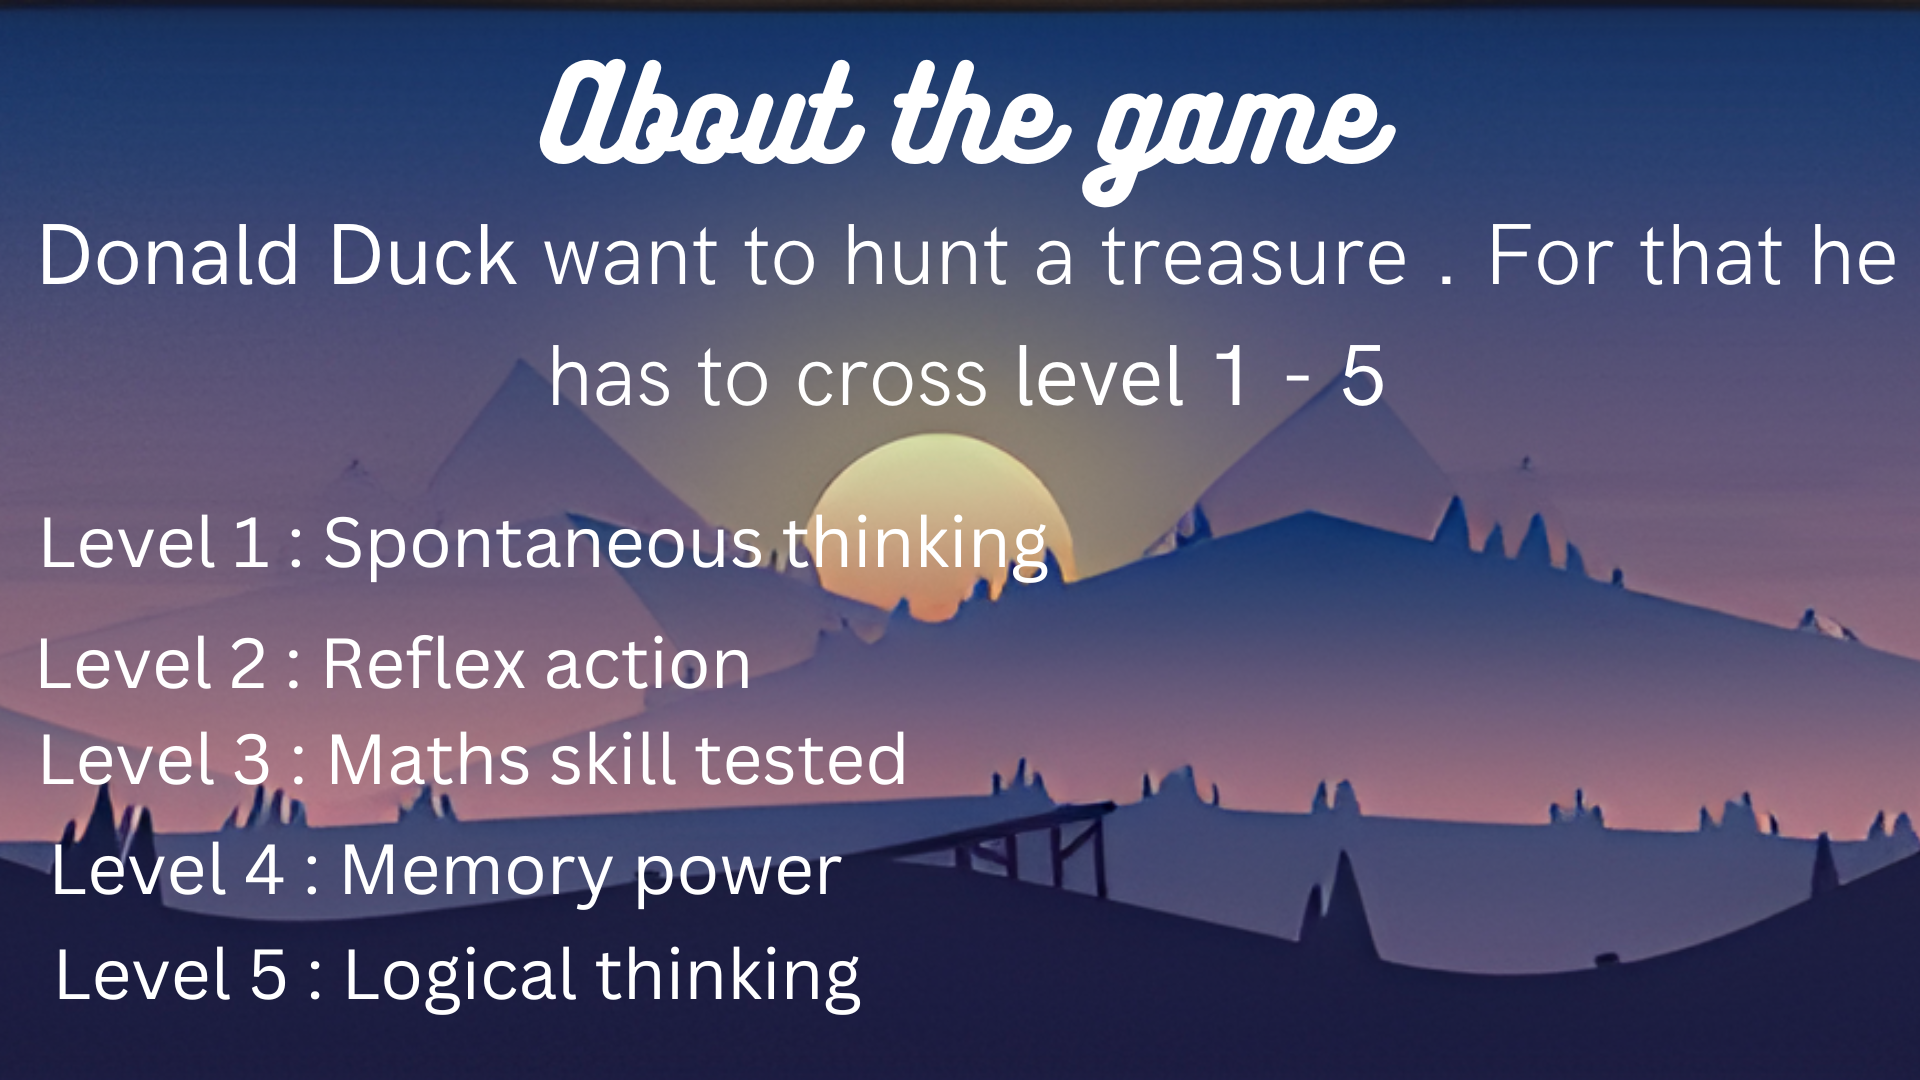 About the game
Donald Duck want to hunt a treasure . For that he
has to cross level 1 - 5
Level 1 : Spontaneous thinking
Level 2 : Reflex action
Level 3 : Maths skill tested
Level 4 : Memory power
Level 5 : Logical thinking